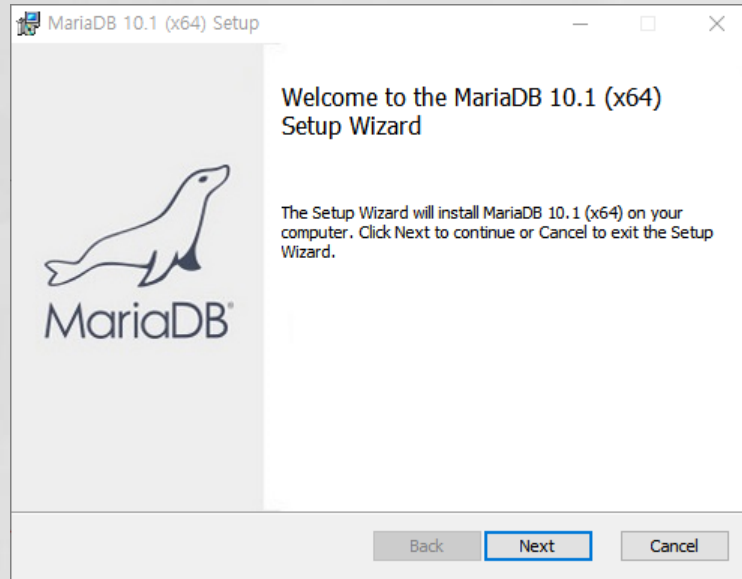 MariaDB 10.1 (x64) Setup
Welcome to the MariaDB 10.1 (x64)
Setup Wizard
The Setup Wizard will install MariaDB 10.1 (x64) on your
computer. Click Next to continue or Cancel to exit the Setup
Wizard.
MariaDB®
Back Next Cancel